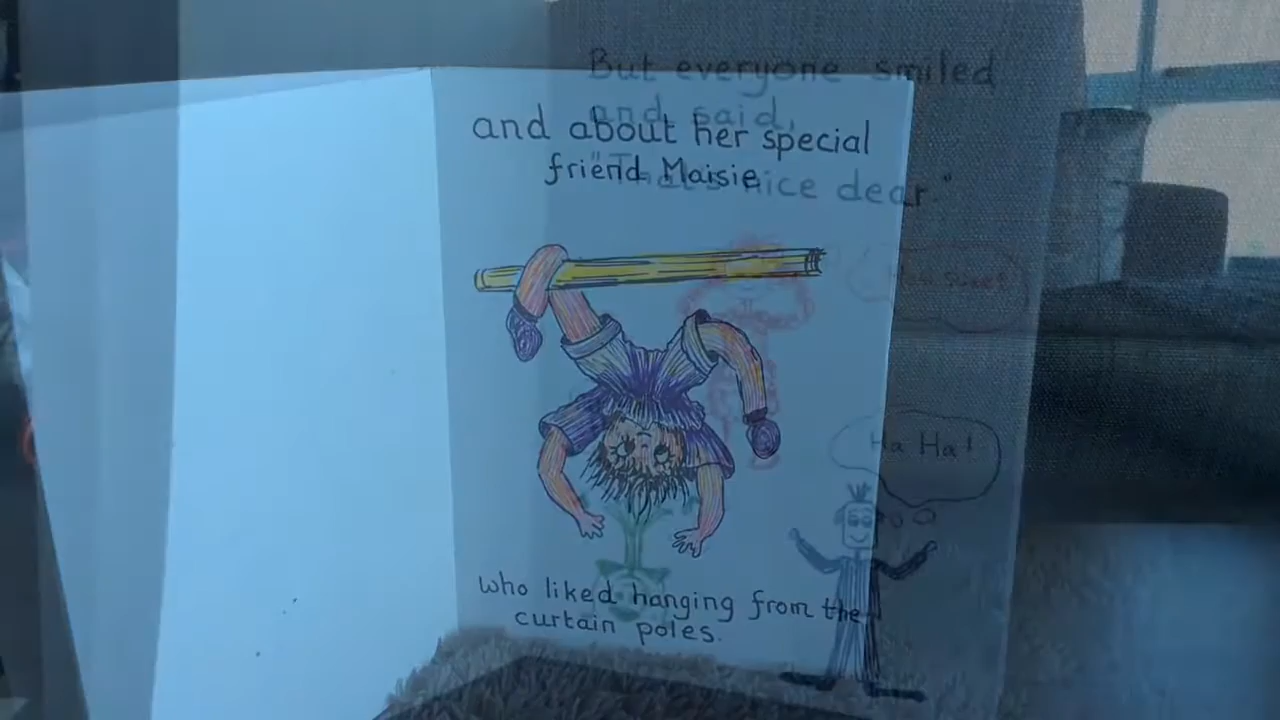 But everyone smiled
and said,
"That's nice dear."
and about her special
friend Maisie
Ha Ha!
who liked hanging from the
curtain poles.